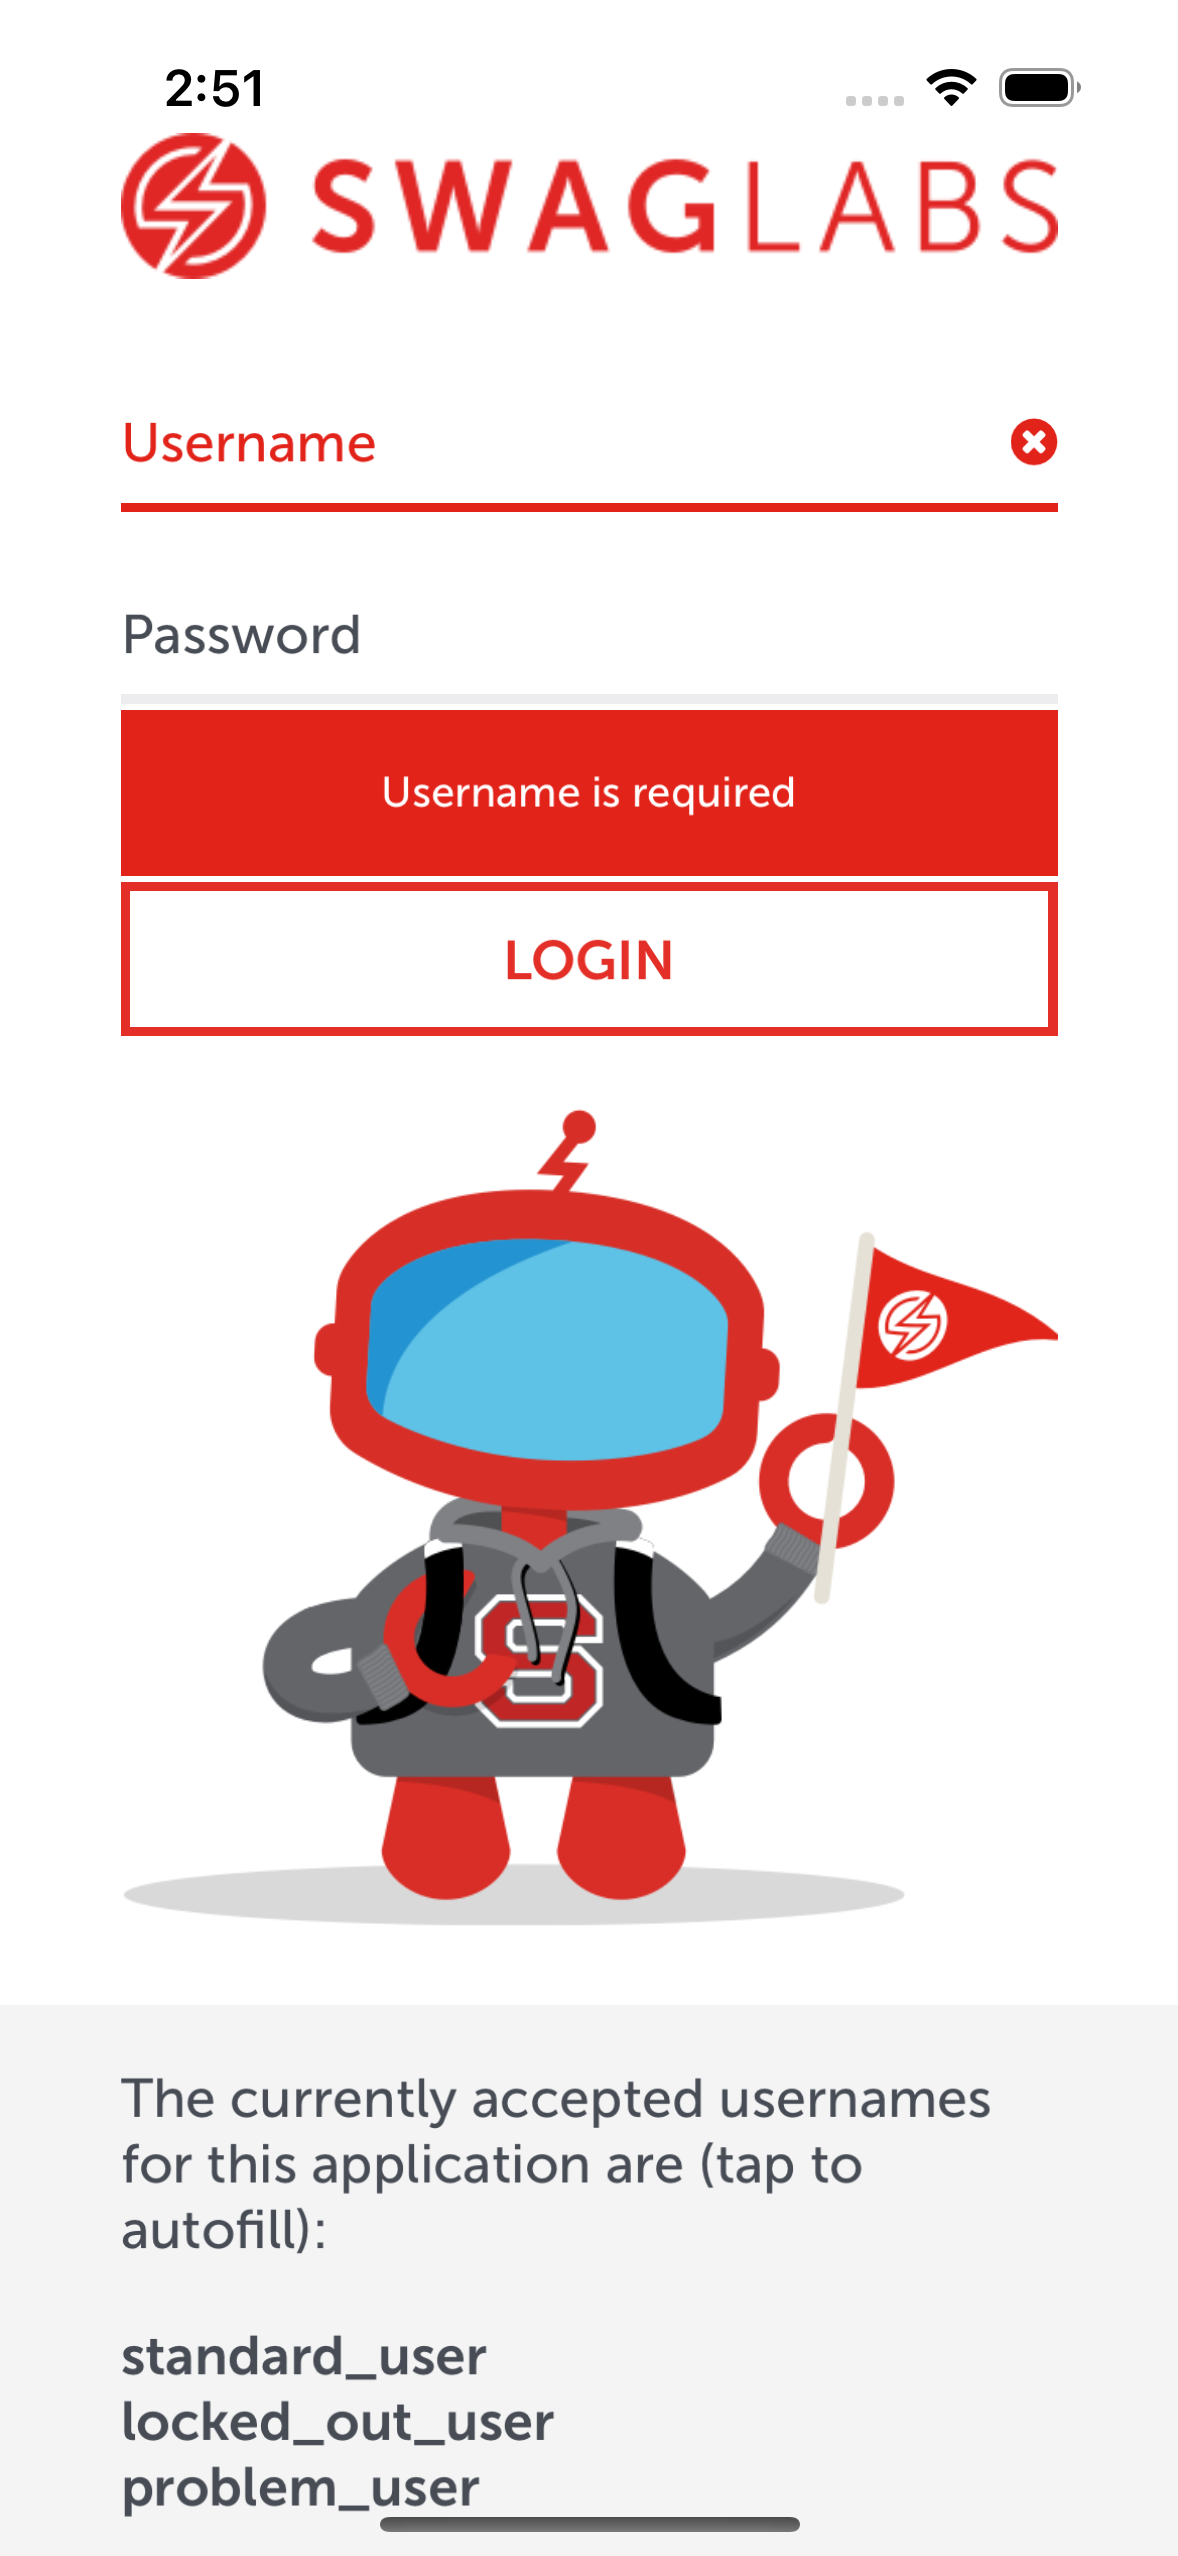 2:51
SWAGLABS
Username
Password
Username is required
LOGIN
S
The currently accepted usernames
for this application are (tap to
autofill):
standard_user
locked_out_user
problem_user